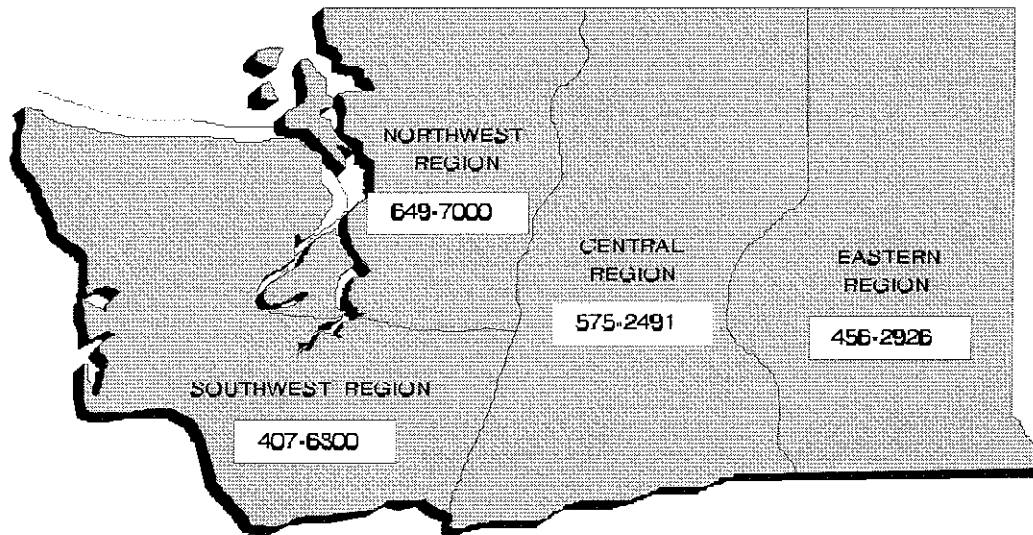 NORTHWEST
REGION
649-7000
CENTRAL
REGION
575-2491
EASTERN
REGION
456-2926
SOUTHWEST REGION
407-6300